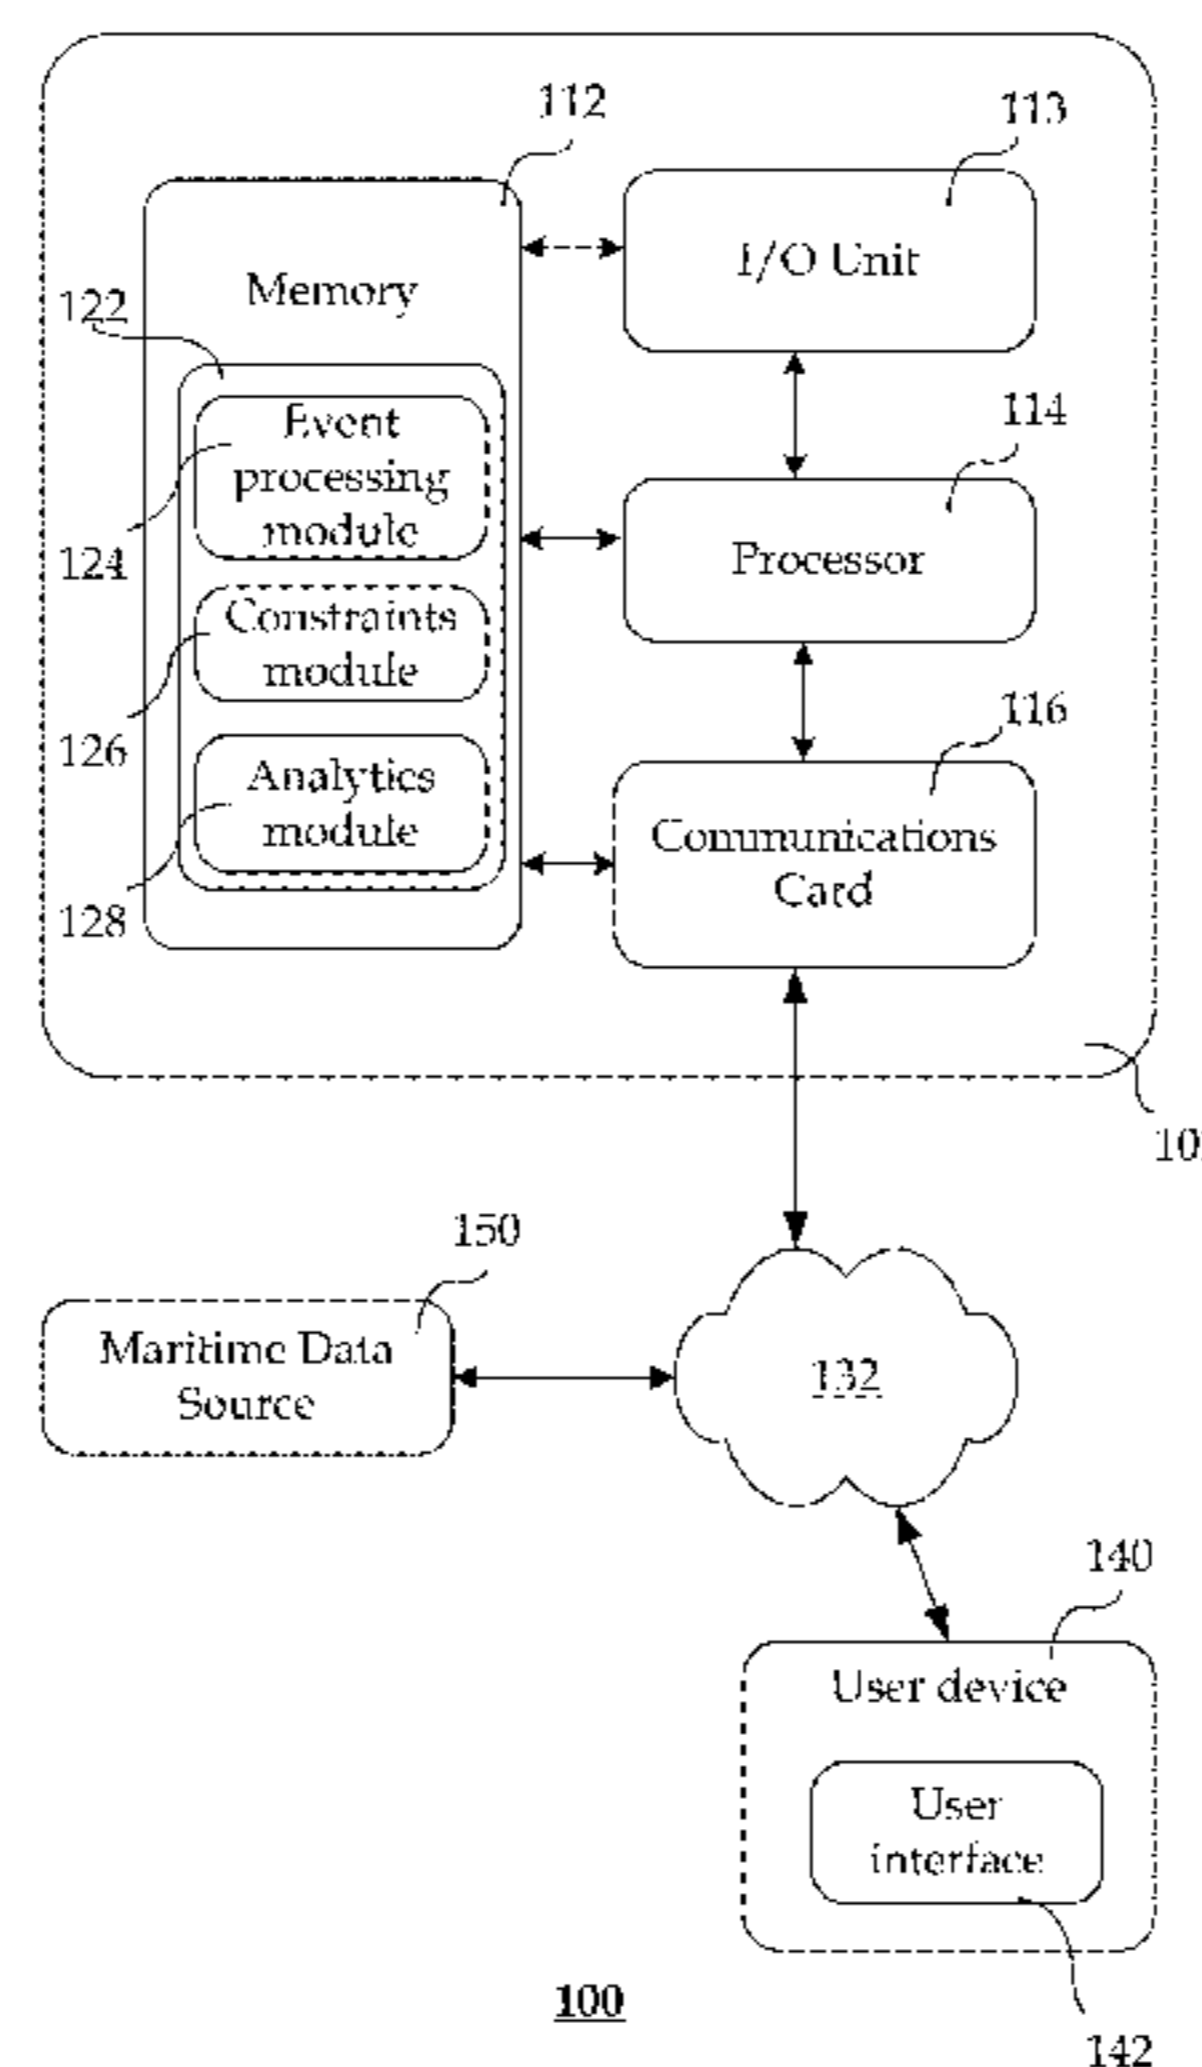 112
113
I/O Unit
Memory
122
114
Event
processing
module
124
Processor
Constraints
module
126
116
Analytics
module
128
Communications
Card
150
Maritime Data
Source
132
140
User device
User
interface
100
142